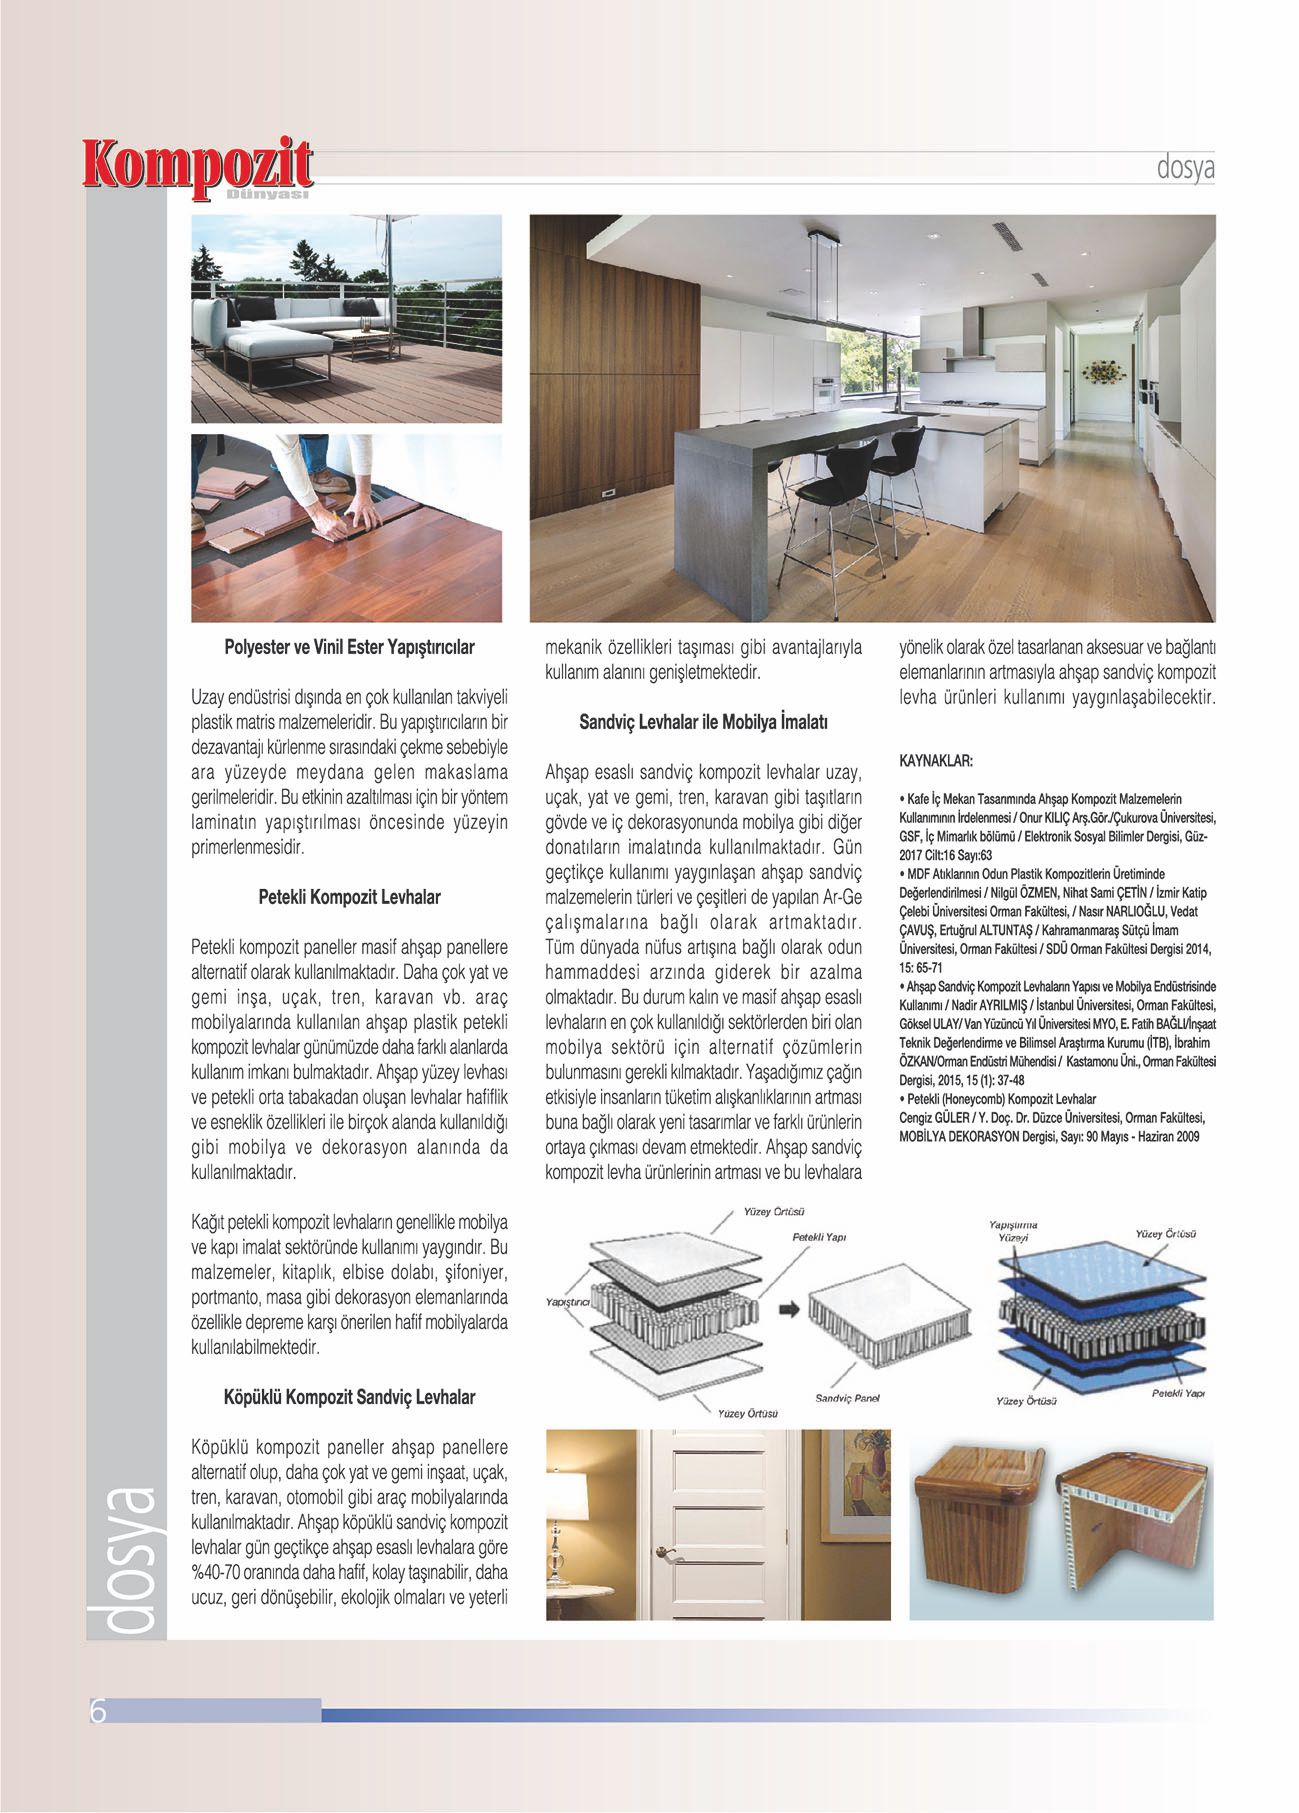 Kompozit
Dünyası
dosya
Polyester ve Vinil Ester Yapıştırıcılar
Uzay endüstrisi dışında en çok kullanılan takviyeli
plastik matris malzemeleridir. Bu yapıştırıcıların bir
dezavantajı kürlenme sırasındaki çekme sebebiyle
ara yüzeyde meydana gelen makaslama
gerilmeleridir. Bu etkinin azaltılması için bir yöntem
laminatın yapıştırılması öncesinde yüzeyin
primerlenmesidir.
Petekli Kompozit Levhalar
Petekli kompozit paneller masif ahşap panellere
alternatif olarak kullanılmaktadır. Daha çok yat ve
gemi inşa, uçak, tren, karavan vb. araç
mobilyalarında kullanılan ahşap plastik petekli
kompozit levhalar günümüzde daha farklı alanlarda
kullanım imkanı bulmaktadır. Ahşap yüzey levhası
ve petekli orta tabakadan oluşan levhalar hafiflik
ve esneklik özellikleri ile birçok alanda kullanıldığı
gibi mobilya ve dekorasyon alanında da
kullanılmaktadır.
Kağıt petekli kompozit levhaların genellikle mobilya
ve kapı imalat sektöründe kullanımı yaygındır. Bu
malzemeler, kitaplık, elbise dolabı, şifoniyer,
portmanto, masa gibi dekorasyon elemanlarında
özellikle depreme karşı önerilen hafif mobilyalarda
kullanılabilmektedir.
Köpüklü Kompozit Sandviç Levhalar
Köpüklü kompozit paneller ahşap panellere
alternatif olup, daha çok yat ve gemi inşaat, uçak,
tren, karavan, otomobil gibi araç mobilyalarında
kullanılmaktadır. Ahşap köpüklü sandviç kompozit
levhalar gün geçtikçe ahşap esaslı levhalara göre
%40-70 oranında daha hafif, kolay taşınabilir, daha
ucuz, geri dönüşebilir, ekolojik olmaları ve yeterli
mekanik özellikleri taşıması gibi avantajlarıyla
kullanım alanını genişletmektedir.
Sandviç Levhalar ile Mobilya İmalatı
Ahşap esaslı sandviç kompozit levhalar uzay,
uçak, yat ve gemi, tren, karavan gibi taşıtların
gövde ve iç dekorasyonunda mobilya gibi diğer
donatıların imalatında kullanılmaktadır. Gün
geçtikçe kullanımı yaygınlaşan ahşap sandviç
malzemelerin türleri ve çeşitleri de yapılan Ar-Ge
çalışmalarına bağlı olarak artmaktadır.
Tüm dünyada nüfus artışına bağlı olarak odun
hammaddesi arzında giderek bir azalma
olmaktadır. Bu durum kalın ve masif ahşap esaslı
levhaların en çok kullanıldığı sektörlerden biri olan
mobilya sektörü için alternatif çözümlerin
bulunmasını gerekli kılmaktadır. Yaşadığımız çağın
etkisiyle insanların tüketim alışkanlıklarının artması
buna bağlı olarak yeni tasarımlar ve farklı ürünlerin
ortaya çıkması devam etmektedir. Ahşap sandviç
kompozit levha ürünlerinin artması ve bu levhalara
yönelik olarak özel tasarlanan aksesuar ve bağlantı
elemanlarının artmasıyla ahşap sandviç kompozit
levha ürünleri kullanımı yaygınlaşabilecektir.
KAYNAKLAR:
• Kafe İç Mekan Tasarımında Ahşap Kompozit Malzemelerin
Kullanımının İrdelenmesi / Onur KILIÇ Arş.Gör./Çukurova Üniversitesi,
GSF, İç Mimarlık bölümü / Elektronik Sosyal Bilimler Dergisi, Güz-
2017 Cilt:16 Sayı:63
• MDF Atıklarının Odun Plastik Kompozitlerin Üretiminde
Değerlendirilmesi / Nilgül ÖZMEN, Nihat Sami ÇETİN / İzmir Katip
Çelebi Üniversitesi Orman Fakültesi, / Nasır NARLIOĞLU, Vedat
ÇAVUŞ, Ertuğrul ALTUNTAŞ / Kahramanmaraş Sütçü İmam
Üniversitesi, Orman Fakültesi / SDÜ Orman Fakültesi Dergisi 2014,
15: 65-71
• Ahşap Sandviç Kompozit Levhaların Yapısı ve Mobilya Endüstrisinde
Kullanımı / Nadir AYRILMIŞ / İstanbul Üniversitesi, Orman Fakültesi,
Göksel ULAY/ Van Yüzüncü Yıl Üniversitesi MYO, E. Fatih BAĞLI/İnşaat
Teknik Değerlendirme ve Bilimsel Araştırma Kurumu (İTB), İbrahim
ÖZKAN/Orman Endüstri Mühendisi / Kastamonu Üni., Orman Fakültesi
Dergisi, 2015, 15 (1): 37-48
• Petekli (Honeycomb) Kompozit Levhalar
Cengiz GÜLER / Y. Doç. Dr. Düzce Üniversitesi, Orman Fakültesi,
MOBİLYA DEKORASYON Dergisi, Sayı: 90 Mayıs - Haziran 2009
Yüzey Örtüsü
Petekli Yapı
Yapıştırıcı
Sandviç Panel
Yüzey Örtüsü
Yapıştırma
Yüzeyi
Yüzey Örtüsü
Yüzey Örtüsü
Petekli Yapı
dosya
6